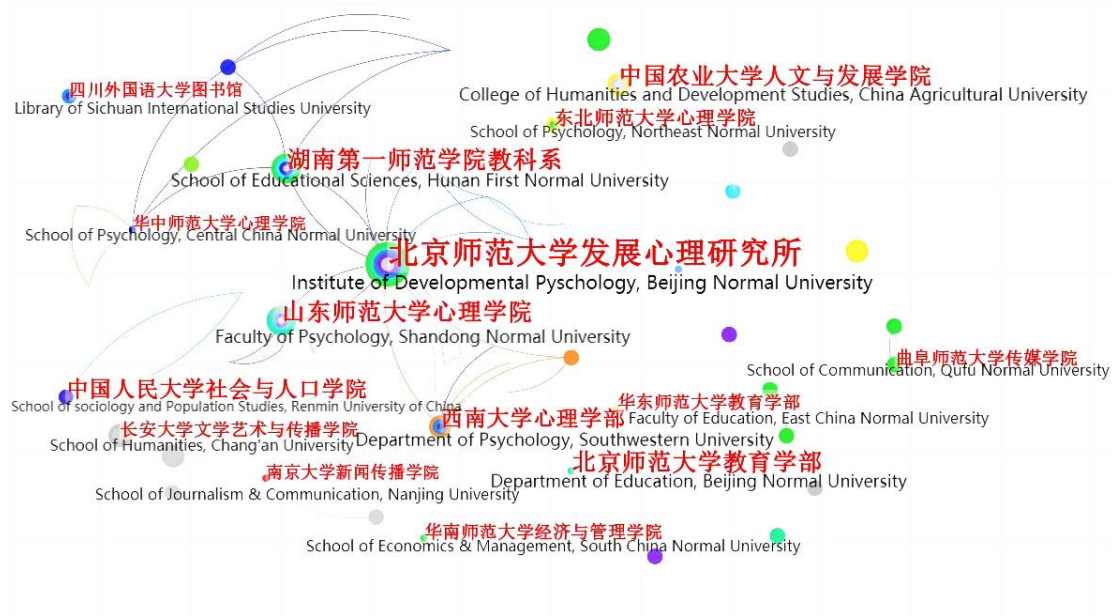 四川外国语大学图书馆
Library of Sichuan International Studies University
中国农业大学人文与发展学院
College of Humanities and Development Studies, China Agricultural University
东北师范大学心理学院
School of Psychology, Northeast Normal University
湖南第一师范学院教科系
School of Educational Sciences, Hunan First Normal University
华中师范大学心理学院
School of Psychology, Central China Normal University
北京师范大学发展心理研究所
Institute of Developmental Pyschology, Beijing Normal University
山东师范大学心理学院
Faculty of Psychology, Shandong Normal University
曲阜师范大学传媒学院
School of Communication, Qufu Normal University
中国人民大学社会与人口学院
School of sociology and Population Studies, Renmin University of China
华东师范大学教育学部
Faculty of Education, East China Normal University
西南大学心理学部
Department of Psychology, Southwestern University
长安大学文学艺术与传播学院
School of Humanities, Chang'an University
北京师范大学教育学部
Department of Education, Beijing Normal University
南京大学新闻传播学院
School of Journalism & Communication, Nanjing University
华南师范大学经济与管理学院
School of Economics & Management, South China Normal University